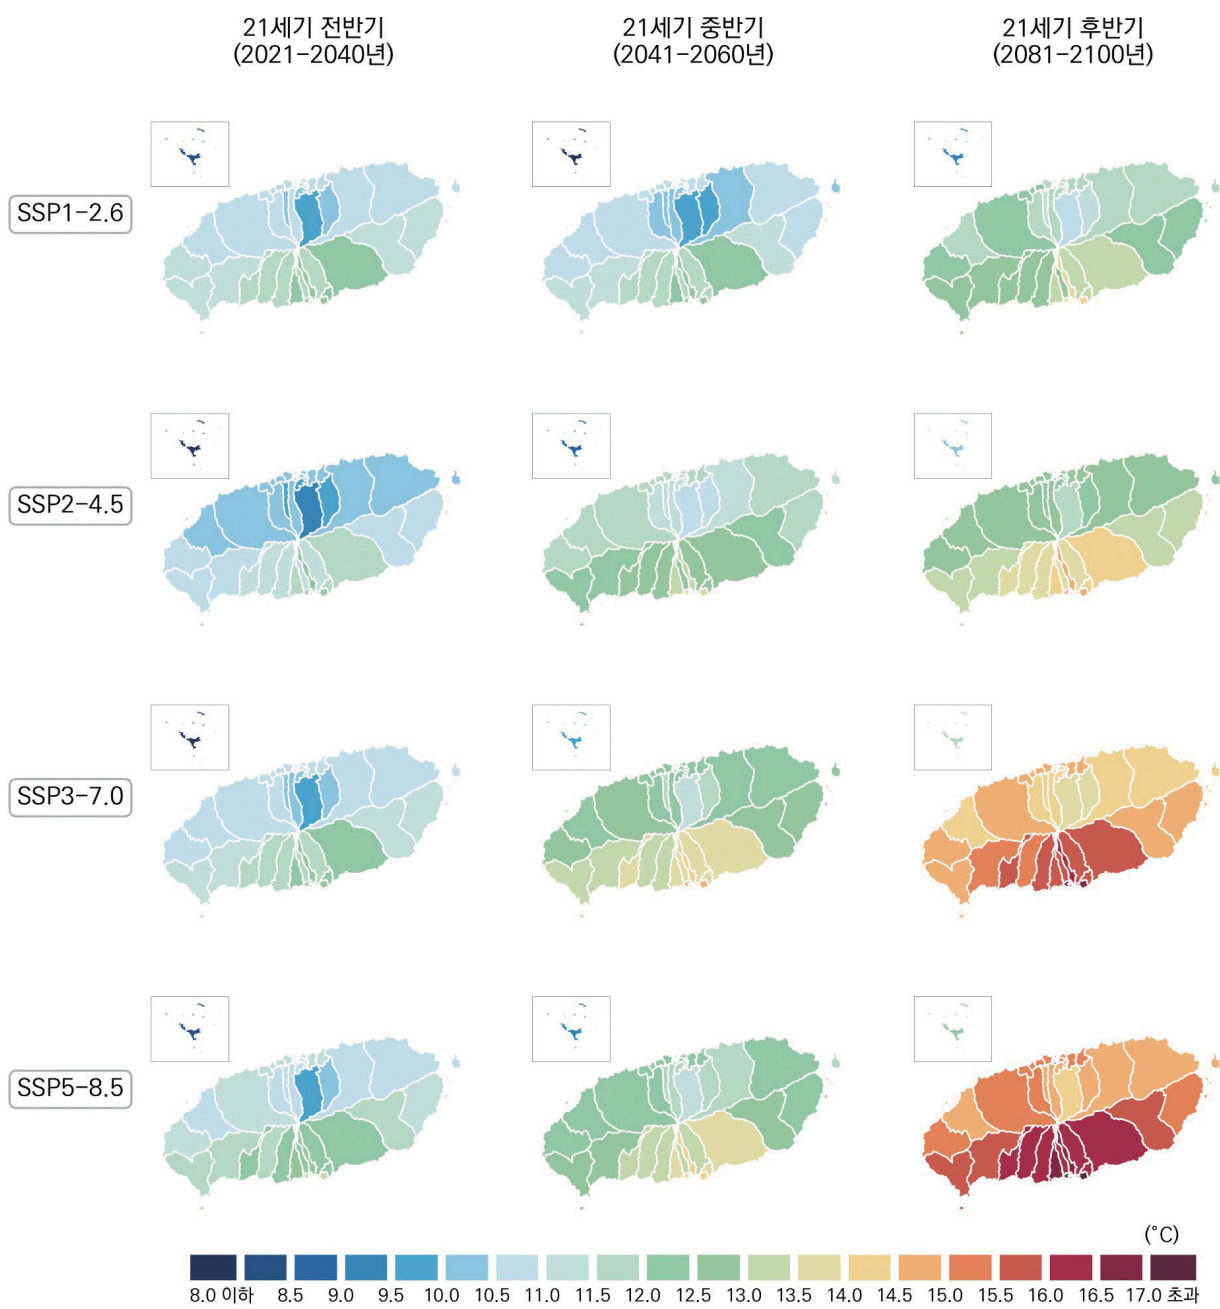 21세기 전반기
(2021-2040년)
21세기 중반기
(2041-2060년)
21세기 후반기
(2081-2100년)
SSP1-2.6
SSP2-4.5
SSP3-7.0
SSP5-8.5
(°C)
8.0 이하 8.5 9.0 9.5 10.0 10.5 11.0 11.5 12.0 12.5 13.0 13.5 14.0 14.5 15.0 15.5 16.0 16.5 17.0 초과